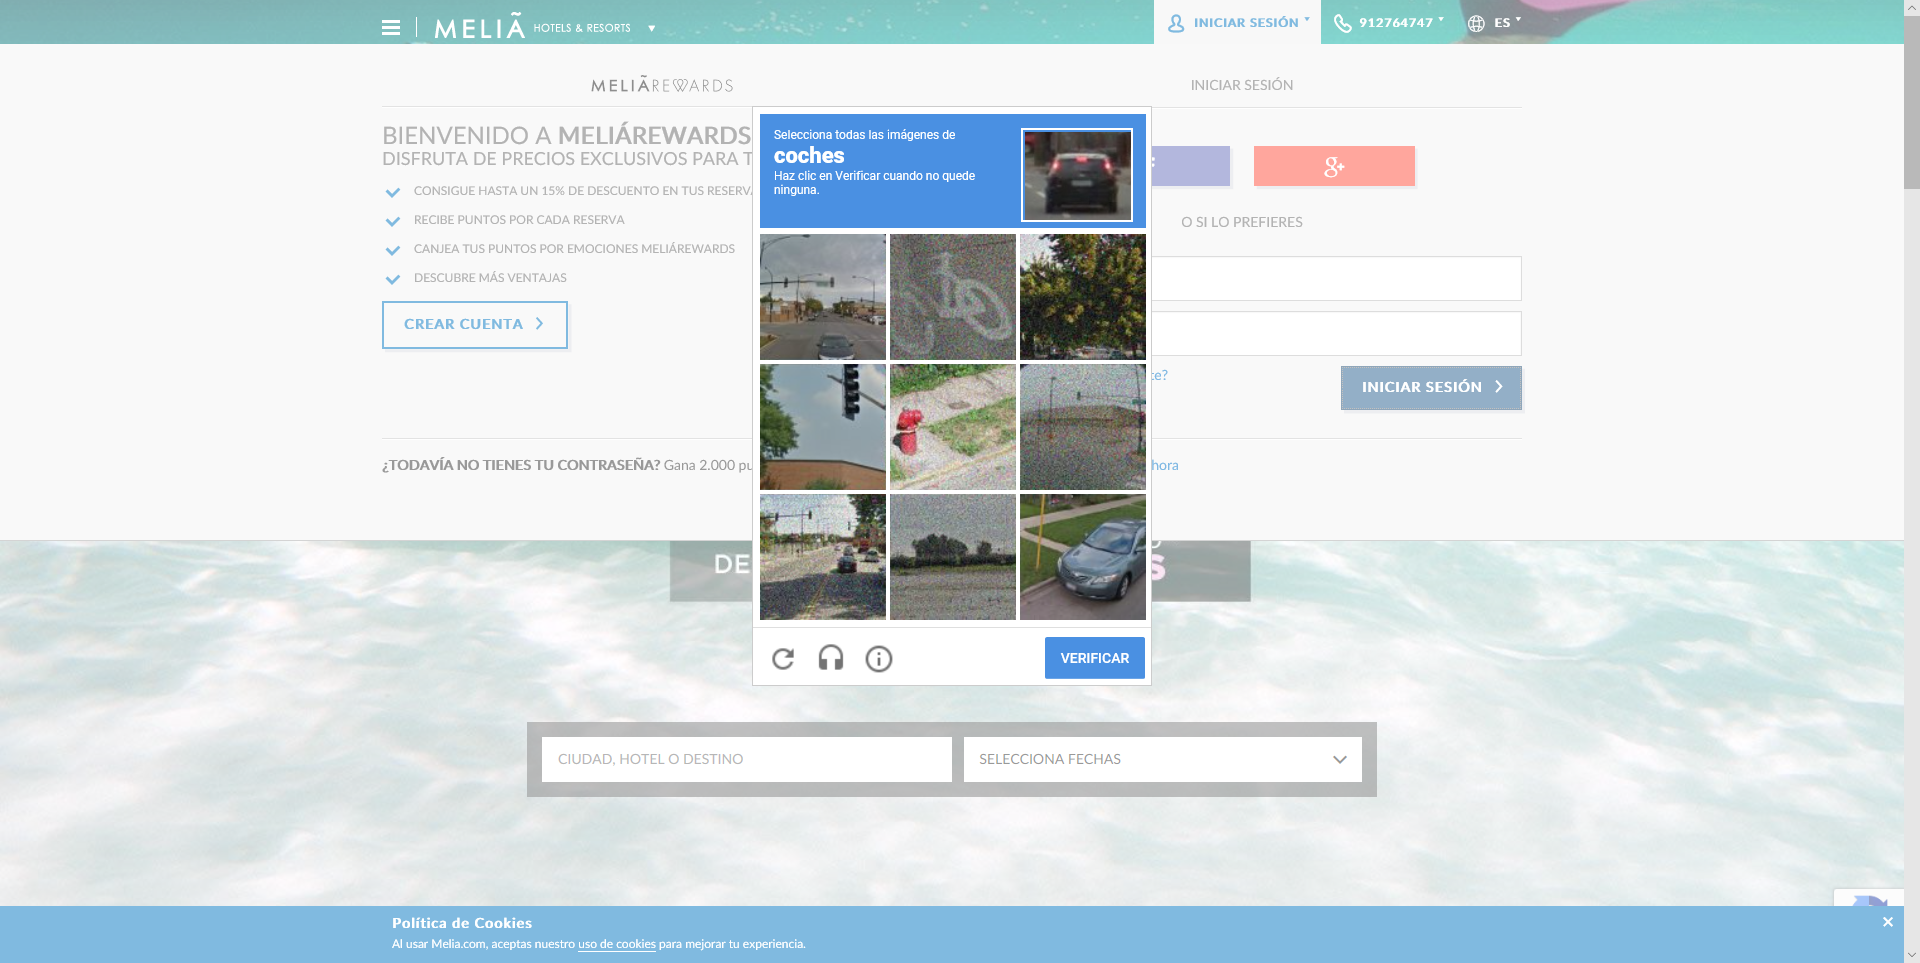 MELIÃ HOTELS & RESORTS
INICIAR SESIÓN
912764747
ES
MELIÃREWARDS
INICIAR SESIÓN
BIENVENIDO A MELIÁREWARDS
DISFRUTA DE PRECIOS EXCLUSIVOS PARA T
CONSIGUE HASTA UN 15% DE DESCUENTO EN TUS RESERVA
RECIBE PUNTOS POR CADA RESERVA
CANJEA TUS PUNTOS POR EMOCIONES MELIÁREWARDS
DESCUBRE MÁS VENTAJAS
CREAR CUENTA
Selecciona todas las imágenes de
coches
Haz clic en Verificar cuando no quede
ninguna.
g+
O SI LO PREFIERES
te?
INICIAR SESIÓN
¿TODAVÍA NO TIENES TU CONTRASEÑA? Gana 2.000 pu
hora
DE
S
VERIFICAR
CIUDAD, HOTEL O DESTINO
SELECCIONA FECHAS
Política de Cookies
Al usar Melia.com, aceptas nuestro uso de cookies para mejorar tu experiencia.